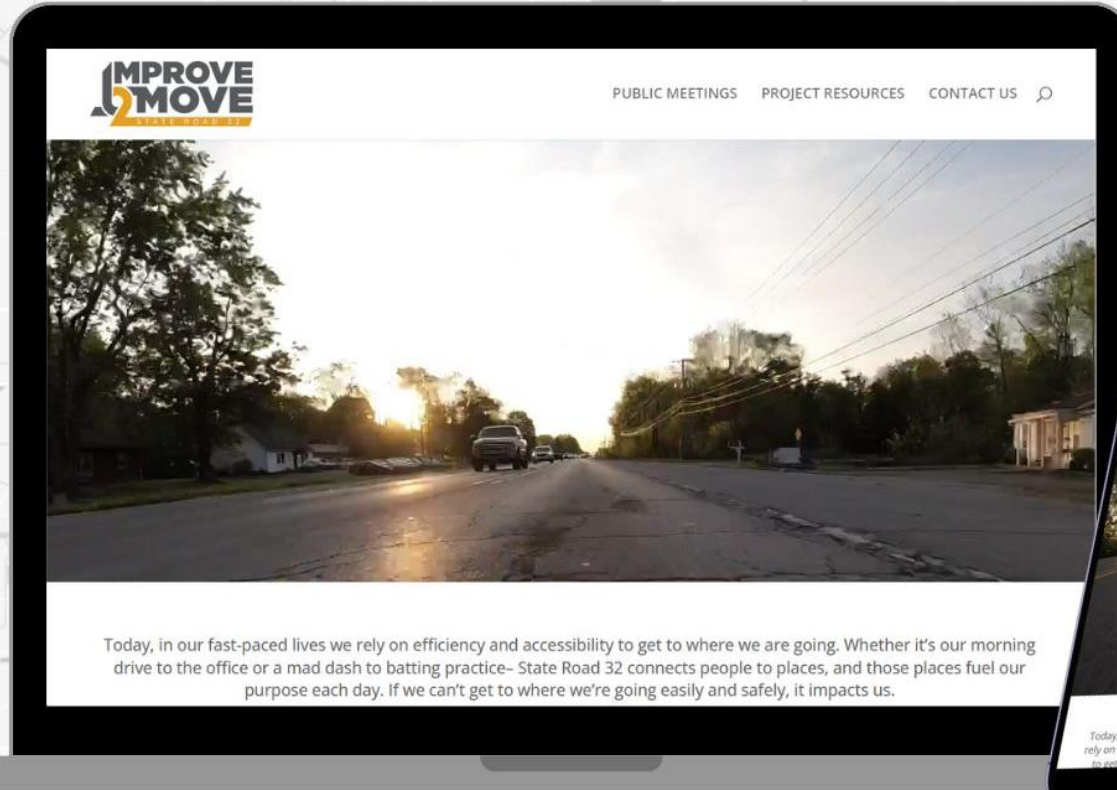 IMPROVE
2MOVE
STATE ROAD 32
PUBLIC MEETINGS PROJECT RESOURCES CONTACT US
Today, in our fast-paced lives we rely on efficiency and accessibility to get to where we are going. Whether it's our morning
drive to the office or a mad dash to batting practice– State Road 32 connects people to places, and those places fuel our
purpose each day. If we can't get to where we're going easily and safely, it impacts us.
Today,
rely on
to get